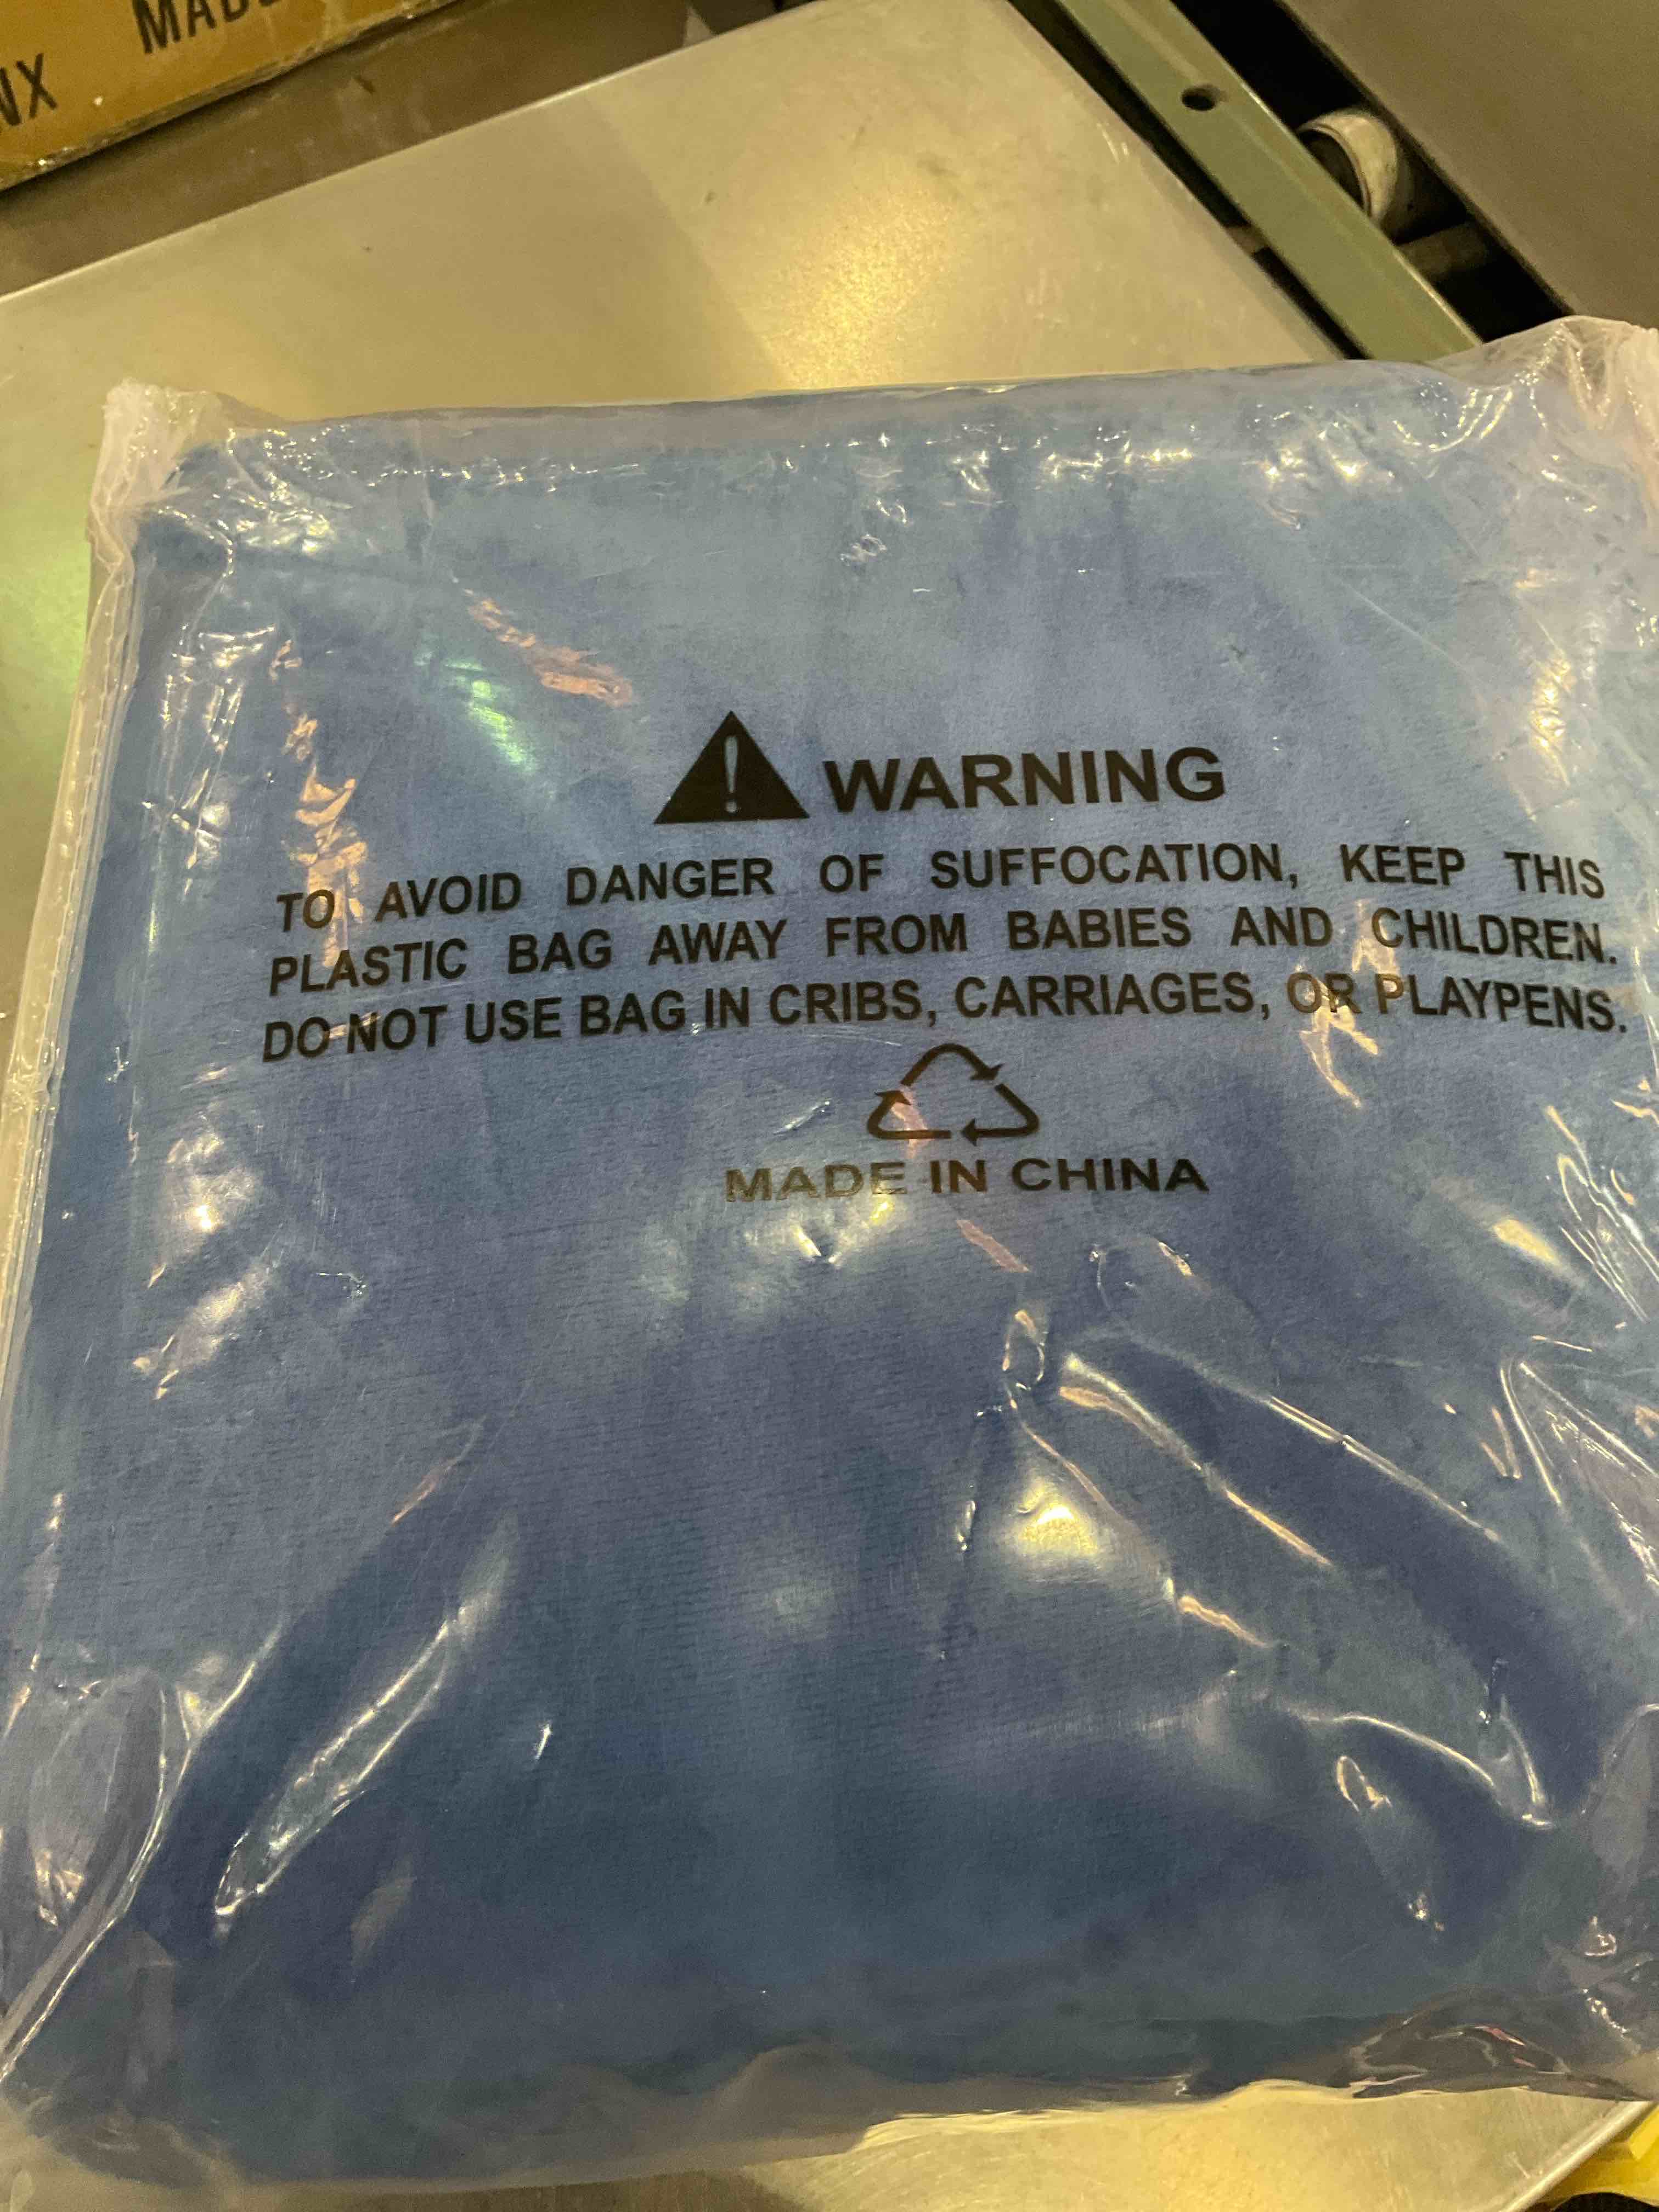 WARNING
TO AVOID DANGER OF SUFFOCATION, KEEP THIS
PLASTIC BAG AWAY FROM BABIES AND CHILDREN.
DO NOT USE BAG IN CRIBS, CARRIAGES, OR PLAYPENS.
MADE IN CHINA